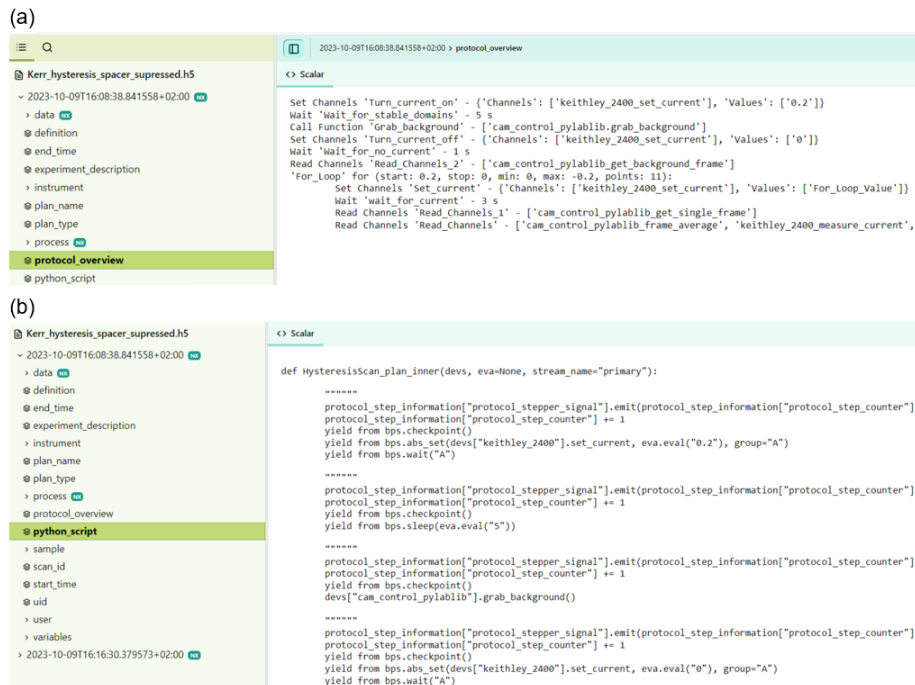 (a)
2023-10-09T16:08:38.841558+02:00 > protocol_overview
Kerr_hysteresis_spacer_supressed.h5
<> Scalar
2023-10-09T16:08:38.841558+02:00 NX
data NX
definition
end_time
experiment_description
instrument
plan_name
plan_type
process NX
protocol_overview
python_script
Set Channels 'Turn_current_on' - {'Channels': ['keithley_2400_set_current'], 'Values': ['0.2']}
Wait 'Wait_for_stable_domains' - 5 s
Call Function 'Grab_background' - ['cam_control_pylablib.grab_background']
Set Channels 'Turn_current_off' - {'Channels': ['keithley_2400_set_current'], 'Values': ['0']}
Wait 'Wait_for_no_current' - 1 s
Read Channels 'Read_Channels_2' - ['cam_control_pylablib_get_background_frame']
'For_Loop' for (start: 0.2, stop: 0, min: 0, max: -0.2, points: 11):
Set Channels 'Set_current' - {'Channels': ['keithley_2400_set_current'], 'Values': ['For_Loop_Value']}
Wait 'wait_for_current' - 3 s
Read Channels 'Read_Channels_1' - ['cam_control_pylablib_get_single_frame']
Read Channels 'Read_Channels' - ['cam_control_pylablib_frame_average', 'keithley_2400_measure_current',
(b)
Kerr_hysteresis_spacer_supressed.h5
<> Scalar
2023-10-09T16:08:38.841558+02:00 NX
data NX
definition
end_time
experiment_description
instrument
plan_name
plan_type
process NX
protocol_overview
python_script
sample
scan_id
start_time
uid
user
variables
2023-10-09T16:16:30.379573+02:00 NX
def HysteresisScan_plan_inner(devs, eva=None, stream_name="primary"):
""""""
protocol_step_information["protocol_stepper_signal"].emit(protocol_step_information["protocol_step_counter"]
protocol_step_information["protocol_step_counter"] += 1
yield from bps.checkpoint()
yield from bps.abs_set(devs["keithley_2400"].set_current, eva.eval("0.2"), group="A")
yield from bps.wait("A")
""""""
protocol_step_information["protocol_stepper_signal"].emit(protocol_step_information["protocol_step_counter"]
protocol_step_information["protocol_step_counter"] += 1
yield from bps.checkpoint()
yield from bps.sleep(eva.eval("5"))
""""""
protocol_step_information["protocol_stepper_signal"].emit(protocol_step_information["protocol_step_counter"]
protocol_step_information["protocol_step_counter"] += 1
yield from bps.checkpoint()
devs["cam_control_pylablib"].grab_background()
""""""
protocol_step_information["protocol_stepper_signal"].emit(protocol_step_information["protocol_step_counter"]
protocol_step_information["protocol_step_counter"] += 1
yield from bps.checkpoint()
yield from bps.abs_set(devs["keithley_2400"].set_current, eva.eval("0"), group="A")
yield from bps.wait("A")